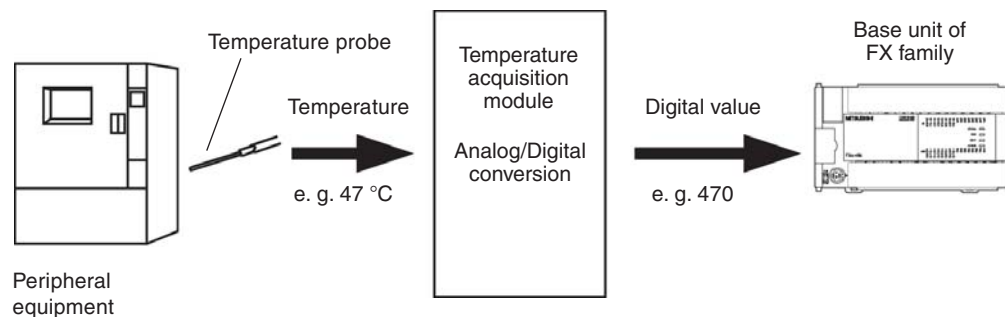 Temperature probe
Temperature
e. g. 47 °C
Peripheral
equipment
Temperature
acquisition
module
Analog/Digital
conversion
Digital value
e. g. 470
Base unit of
FX family
MITSUBISHI